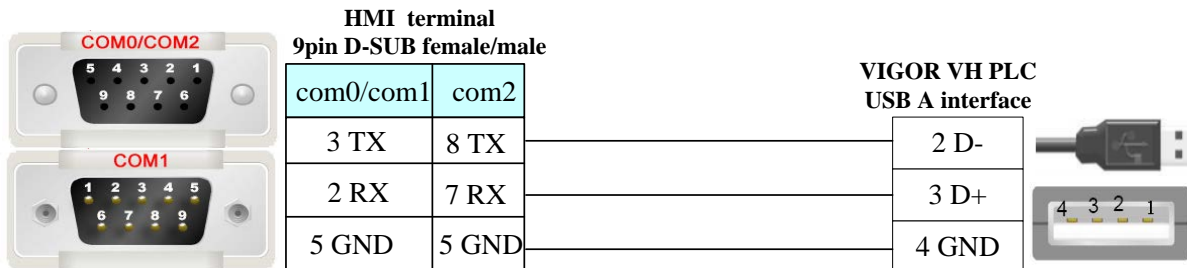 HMI terminal
9pin D-SUB female/male
COM0/COM2
5 4 3 2 1
9 8 7 6
COM1
1 2 3 4 5
6 7 8 9
com0/com1 com2
3 TX 8 TX
2 RX 7 RX
5 GND 5 GND
VIGOR VH PLC
USB A interface
2 D-
3 D+
4 GND
4 3 2 1